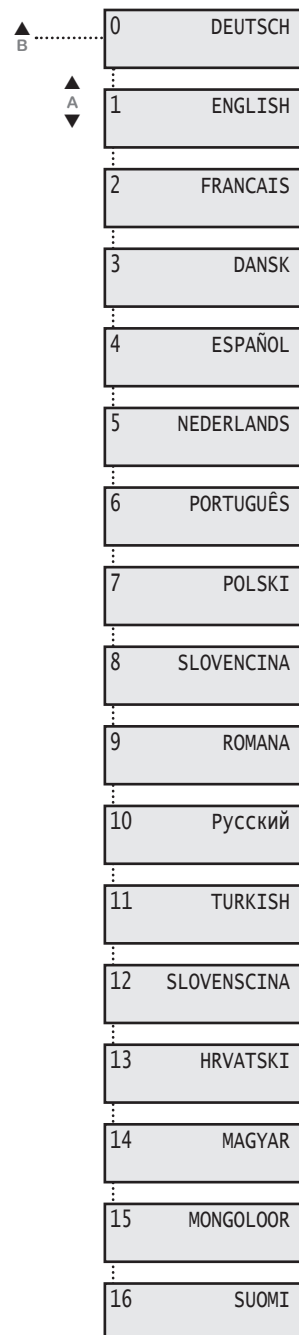 B
0 DEUTSCH
A
1 ENGLISH
2 FRANCAIS
3 DANSK
4 ESPAÑOL
5 NEDERLANDS
6 PORTUGUÊS
7 POLSKI
8 SLOVENCINA
9 ROMANA
10 Русский
11 TURKISH
12 SLOVENSCINA
13 HRVATSKI
14 MAGYAR
15 MONGOLOOR
16 SUOMI